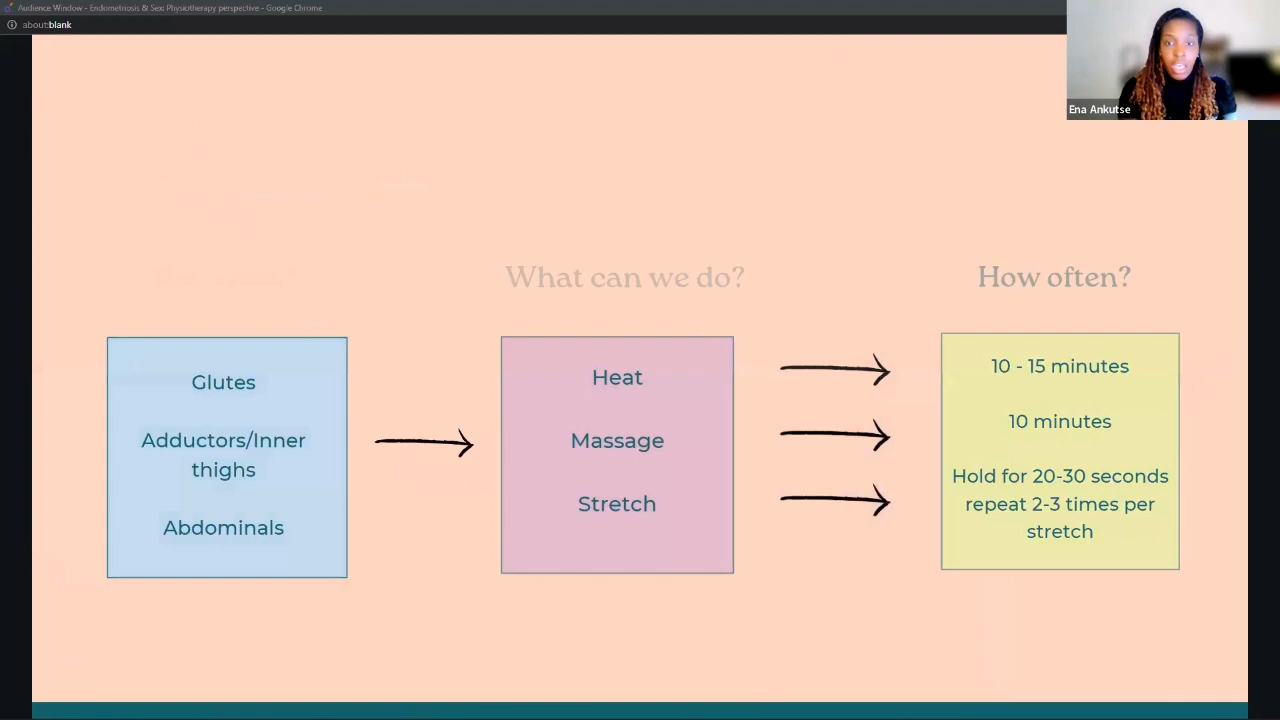 Audience Window - Endometriosis & Sex: Physiotherapy perspective - Google Chrome
about:blank
Ena Ankutse
What can we do?
How often?
Glutes
Adductors/Inner
thighs
Abdominals
Heat
Massage
Stretch
10 - 15 minutes
10 minutes
Hold for 20-30 seconds
repeat 2-3 times per
stretch